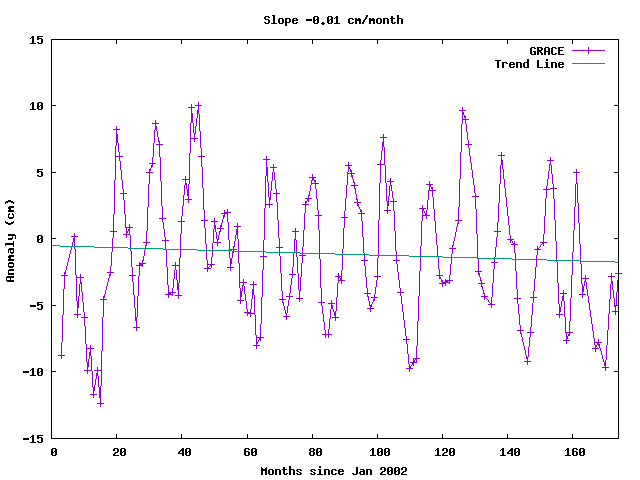 Slope -0.01 cm/month
GRACE
Trend Line
15
10
5
0
-5
-10
-15
Anomaly (cm)
0 20 40 60 80 100 120 140 160
Months since Jan 2002